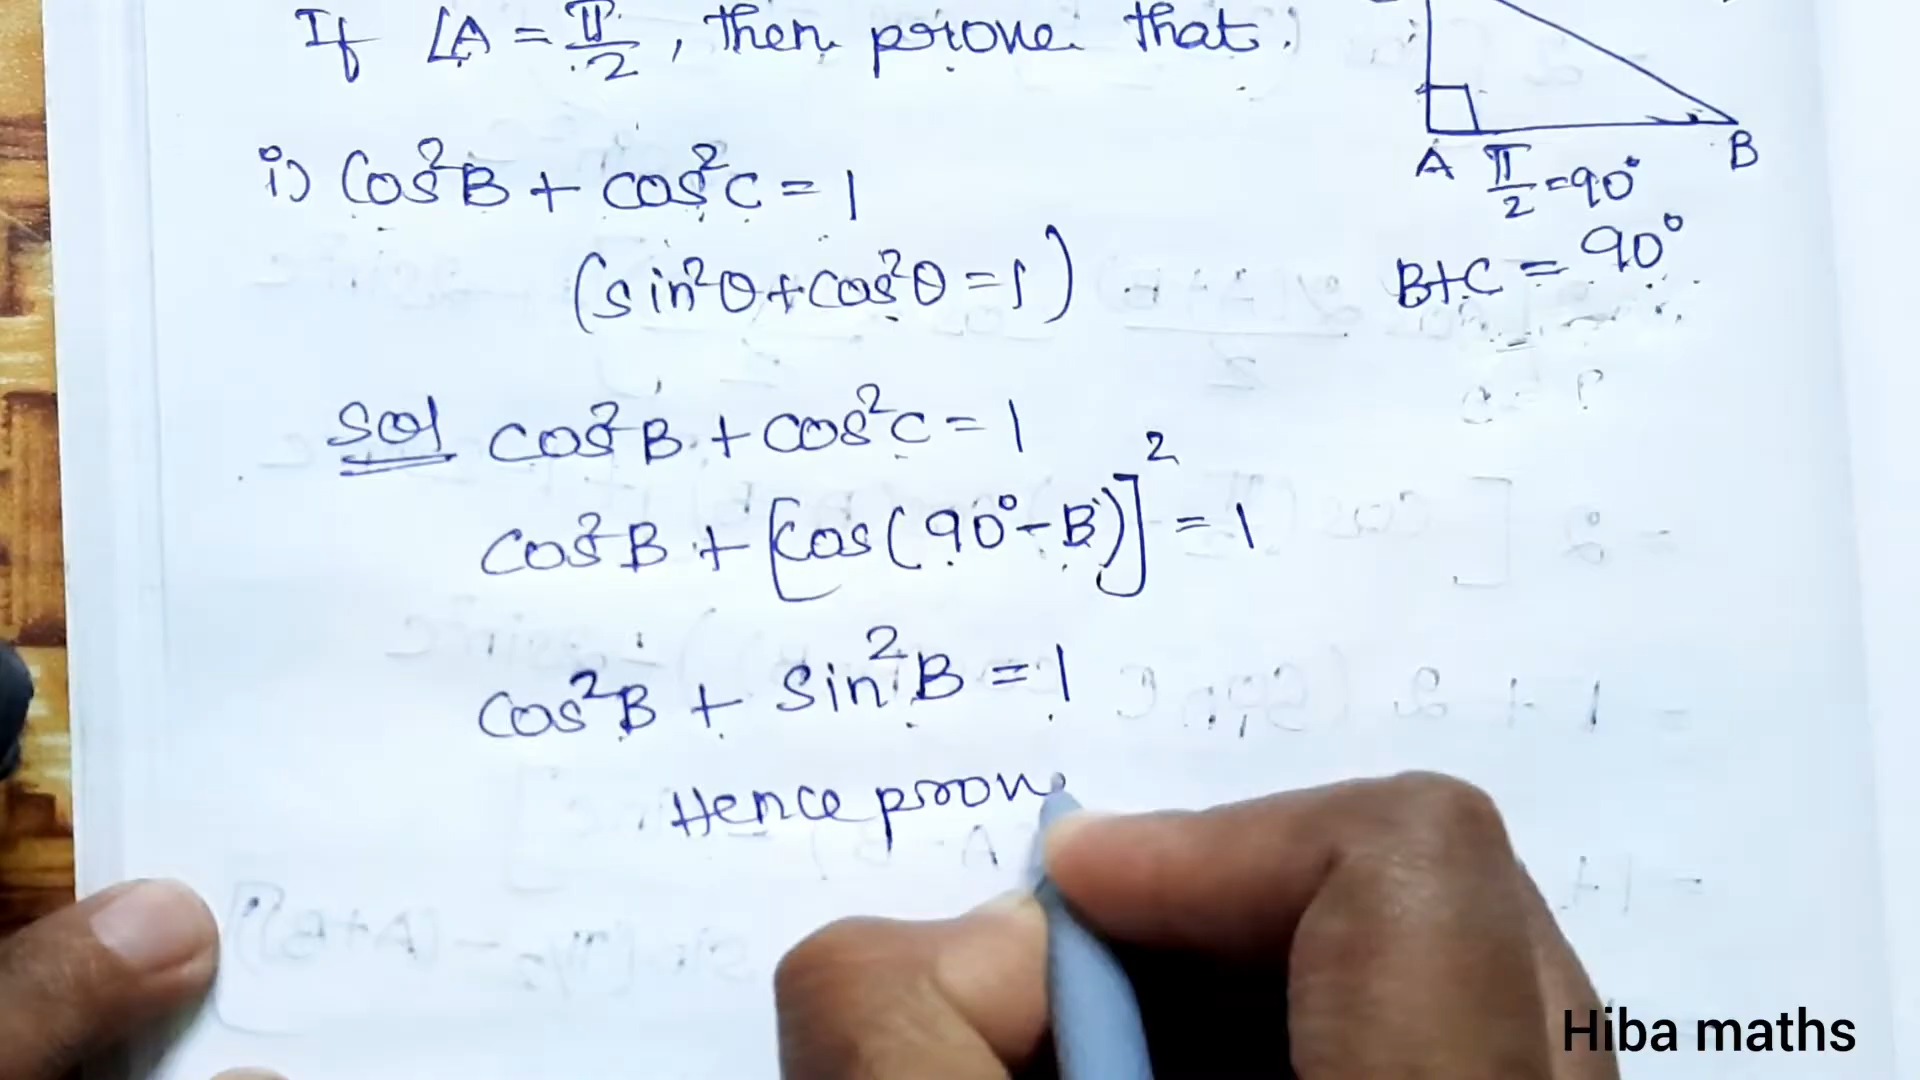 If ∠A = π/2, then prove that.
A B
π/2 = 90°
i) Cos²B + cos²C = 1
B+C = 90°
(sin²θ + cos²θ = 1)
Sol cos²B + cos²C = 1
cos²B + [cos(90°-B)]² = 1
cos²B + sin²B = 1
Hence prov
Hiba maths